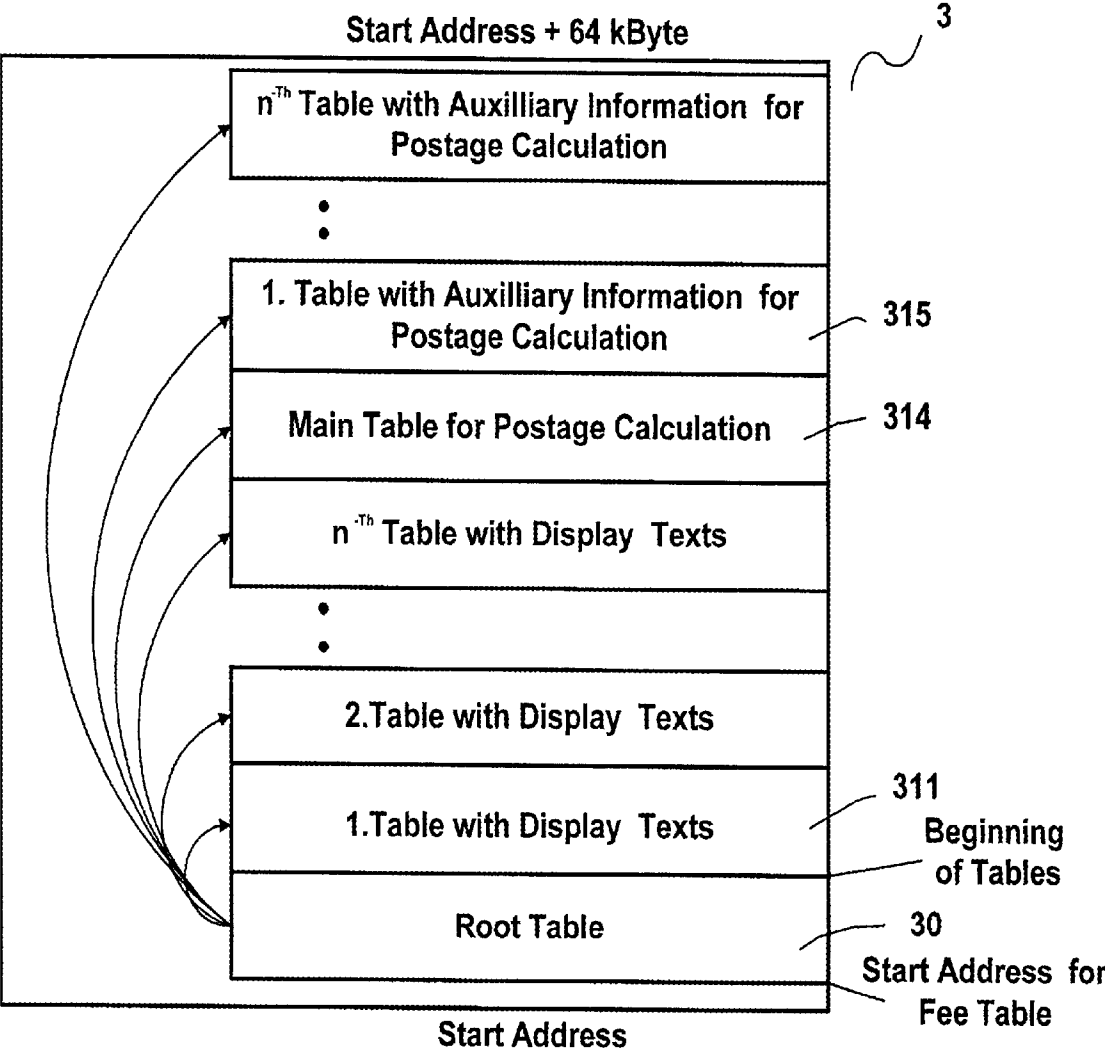 Start Address + 64 kByte
3
n-Th Table with Auxilliary Information for
Postage Calculation
1. Table with Auxilliary Information for
Postage Calculation
315
Main Table for Postage Calculation
314
n-Th Table with Display Texts
2.Table with Display Texts
1.Table with Display Texts
311
Beginning
of Tables
Root Table
30
Start Address for
Fee Table
Start Address